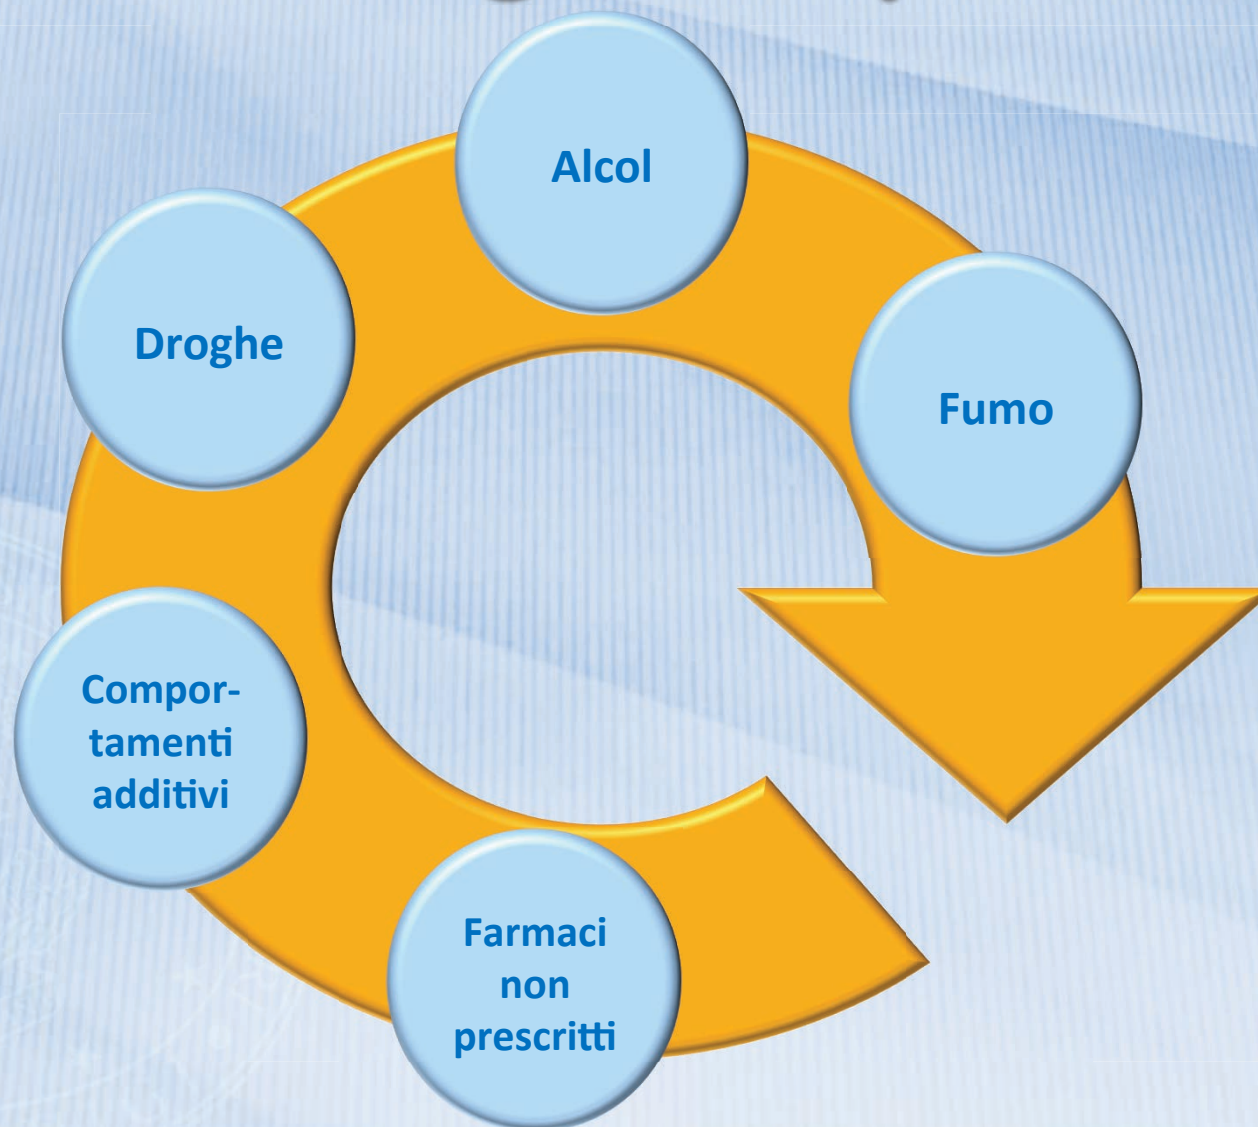 Alcol
Droghe
Fumo
Compor-
tamenti
additivi
Farmaci
non
prescritti